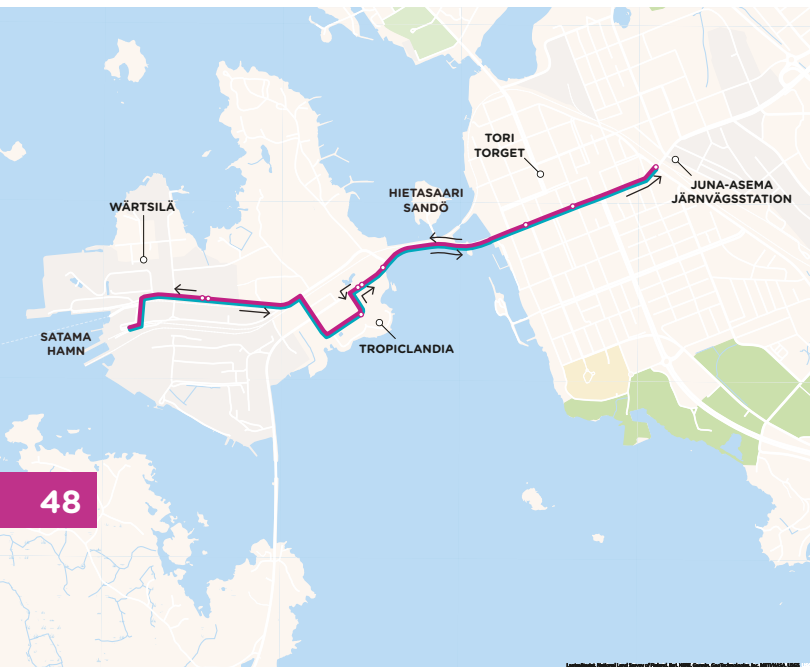 TORI
TORGET
JUNA-ASEMA
JÄRNVÄGSSTATION
HIETASAARI
SANDÖ
WÄRTSILÄ
SATAMA
HAMN
TROPICLANDIA
48